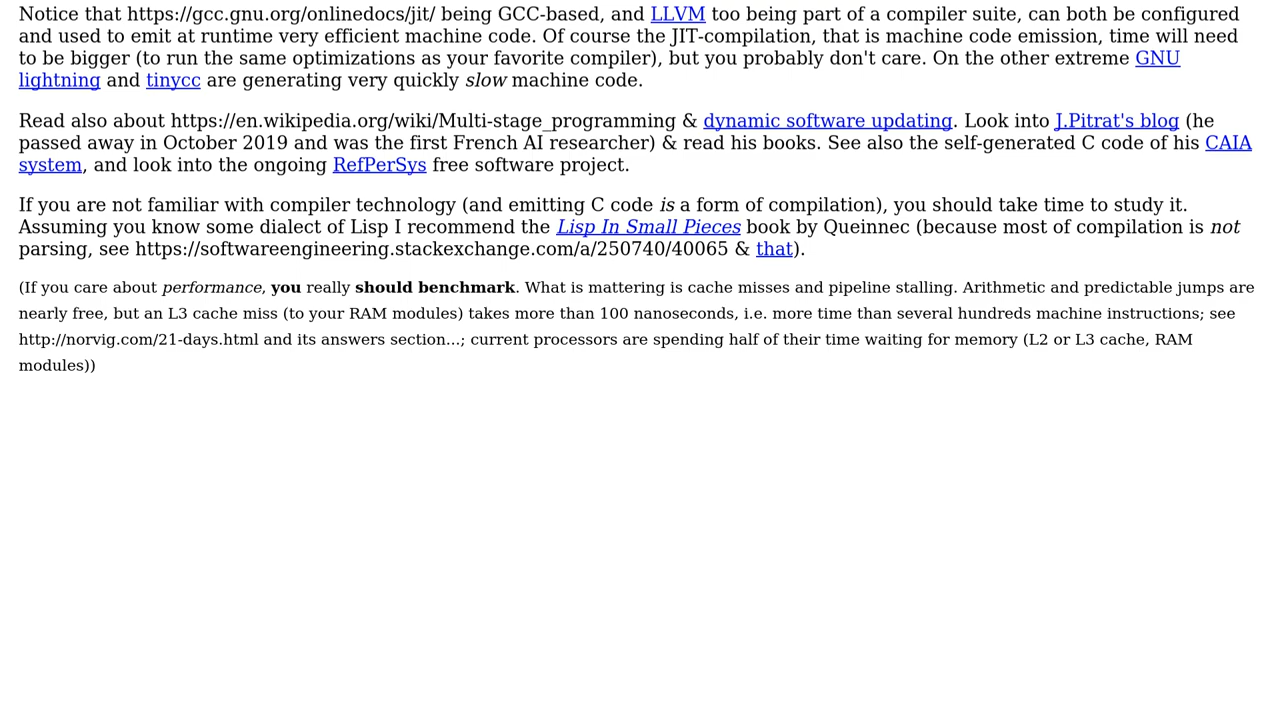 Notice that https://gcc.gnu.org/onlinedocs/jit/ being GCC-based, and LLVM too being part of a compiler suite, can both be configured
and used to emit at runtime very efficient machine code. Of course the JIT-compilation, that is machine code emission, time will need
to be bigger (to run the same optimizations as your favorite compiler), but you probably don't care. On the other extreme GNU
lightning and tinycc are generating very quickly slow machine code.
Read also about https://en.wikipedia.org/wiki/Multi-stage_programming & dynamic software updating. Look into J.Pitrat's blog (he
passed away in October 2019 and was the first French AI researcher) & read his books. See also the self-generated C code of his CAIA
system, and look into the ongoing RefPerSys free software project.
If you are not familiar with compiler technology (and emitting C code is a form of compilation), you should take time to study it.
Assuming you know some dialect of Lisp I recommend the Lisp In Small Pieces book by Queinnec (because most of compilation is not
parsing, see https://softwareengineering.stackexchange.com/a/250740/40065 & that).
(If you care about performance, you really should benchmark. What is mattering is cache misses and pipeline stalling. Arithmetic and predictable jumps are
nearly free, but an L3 cache miss (to your RAM modules) takes more than 100 nanoseconds, i.e. more time than several hundreds machine instructions; see
http://norvig.com/21-days.html and its answers section...; current processors are spending half of their time waiting for memory (L2 or L3 cache, RAM
modules))